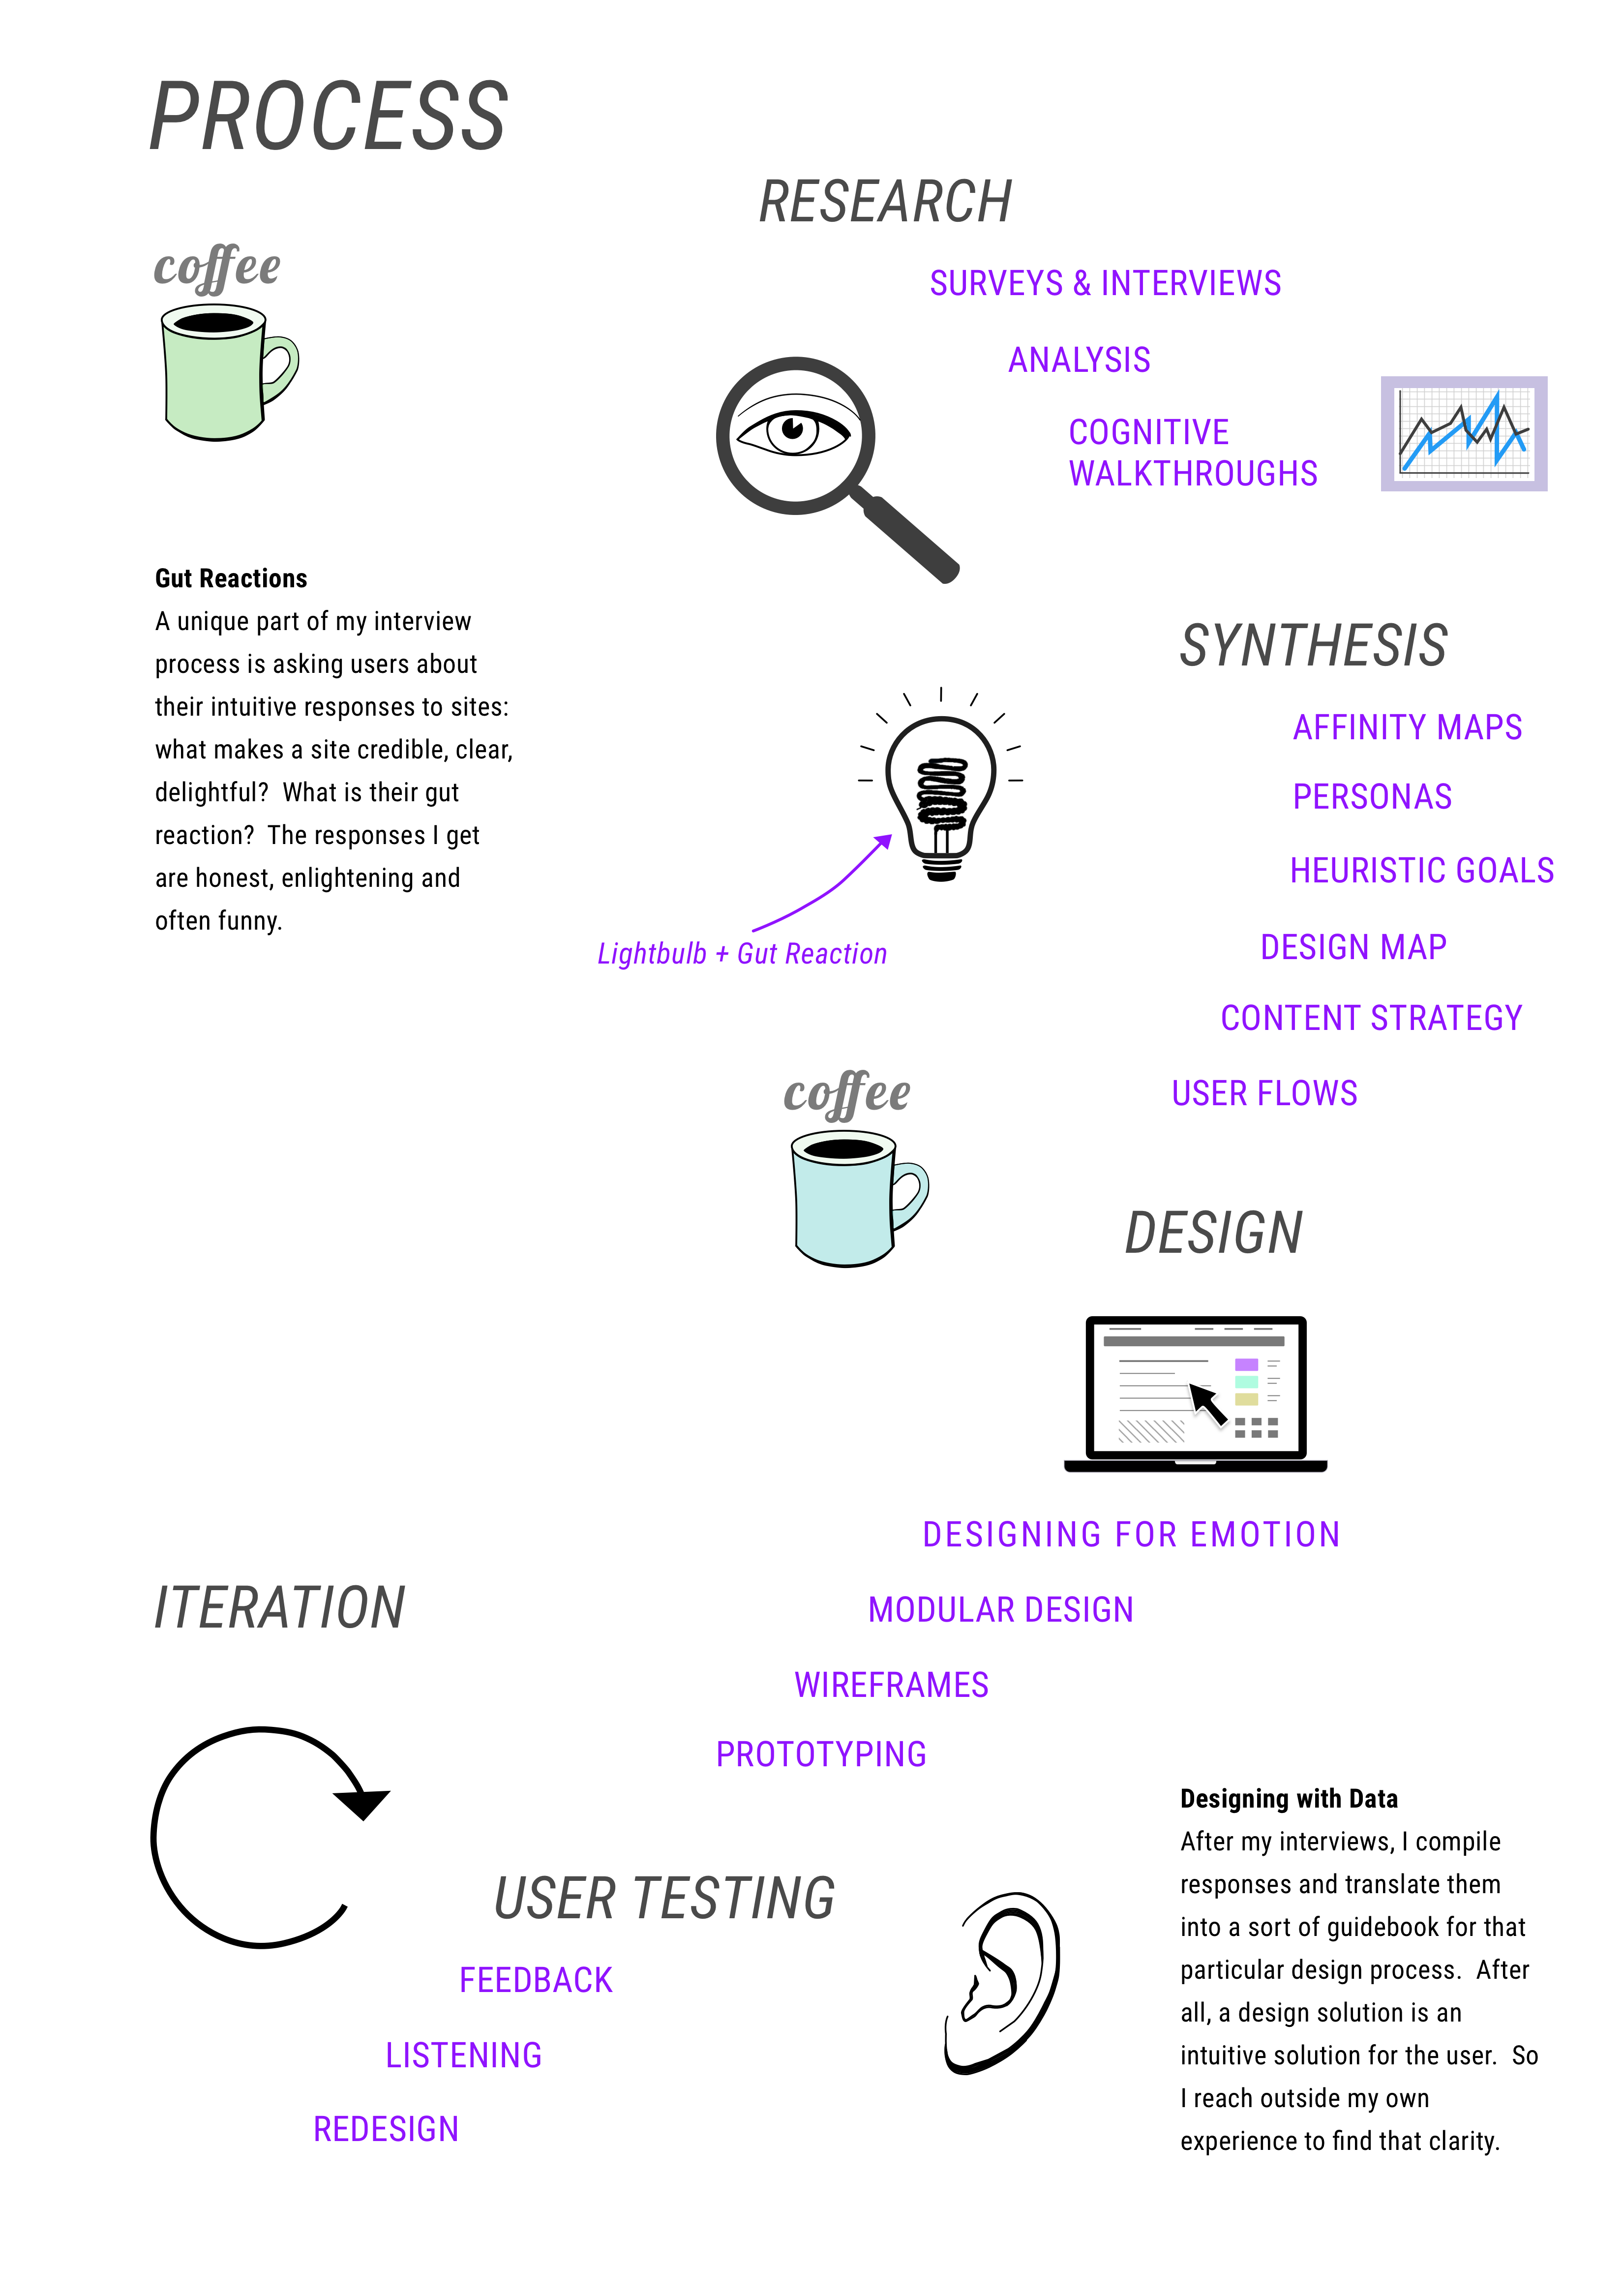 PROCESS
RESEARCH
coffee
SURVEYS & INTERVIEWS
ANALYSIS
COGNITIVE
WALKTHROUGHS
Gut Reactions
A unique part of my interview
process is asking users about
their intuitive responses to sites:
what makes a site credible, clear,
delightful?  What is their gut
reaction?  The responses I get
are honest, enlightening and
often funny.
SYNTHESIS
AFFINITY MAPS
PERSONAS
HEURISTIC GOALS
DESIGN MAP
CONTENT STRATEGY
USER FLOWS
Lightbulb + Gut Reaction
coffee
DESIGN
DESIGNING FOR EMOTION
MODULAR DESIGN
WIREFRAMES
PROTOTYPING
ITERATION
USER TESTING
FEEDBACK
LISTENING
REDESIGN
Designing with Data
After my interviews, I compile
responses and translate them
into a sort of guidebook for that
particular design process.  After
all, a design solution is an
intuitive solution for the user.  So
I reach outside my own
experience to find that clarity.